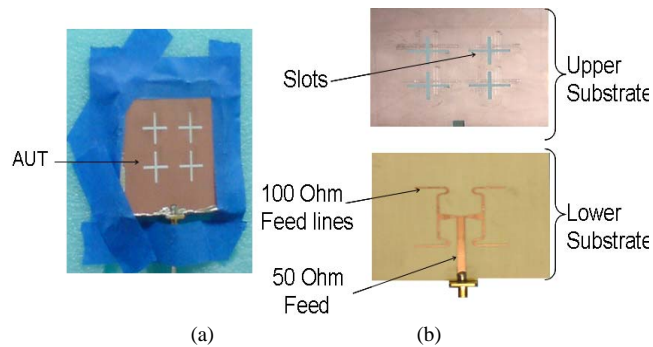 AUT
Slots
Upper
Substrate
100 Ohm
Feed lines
Lower
Substrate
50 Ohm
Feed
(a)
(b)